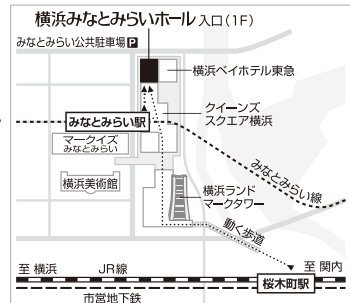 横浜みなとみらいホール 入口(1F)
みなとみらい公共駐車場 P
横浜ベイホテル東急
クイーンズ
スクエア横浜
みなとみらい駅
マークイズ
みなとみらい
みなとみらい線
横浜美術館
横浜ランド
マークタワー
動く歩道
至 横浜
JR線
至 関内
桜木町駅
市営地下鉄